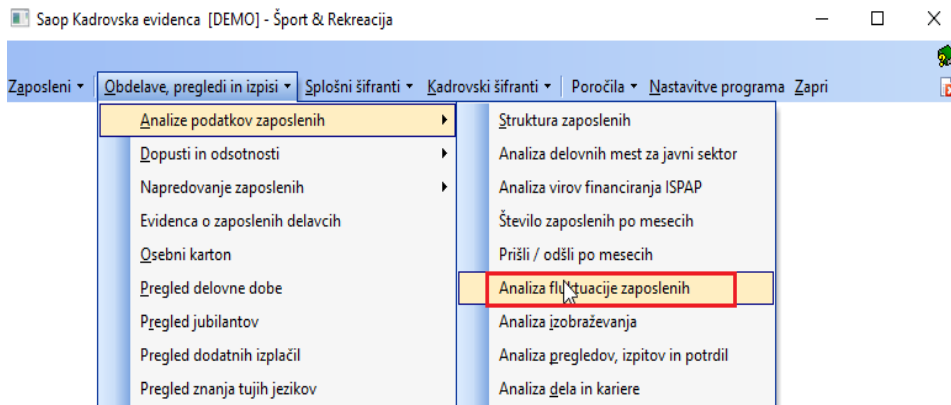 Saop Kadrovska evidenca [DEMO] - Šport & Rekreacija
Zaposleni Obdelave, pregledi in izpisi Splošni šifranti Kadrovski šifranti Poročila Nastavitve programa Zapri
Analize podatkov zaposlenih
Dopusti in odsotnosti
Napredovanje zaposlenih
Evidenca o zaposlenih delavcih
Osebni karton
Pregled delovne dobe
Pregled jubilantov
Pregled dodatnih izplačil
Pregled znanja tujih jezikov
Struktura zaposlenih
Analiza delovnih mest za javni sektor
Analiza virov financiranja ISPAP
Število zaposlenih po mesecih
Prišli / odšli po mesecih
Analiza fluktuacije zaposlenih
Analiza izobraževanja
Analiza pregledov, izpitov in potrdil
Analiza dela in kariere